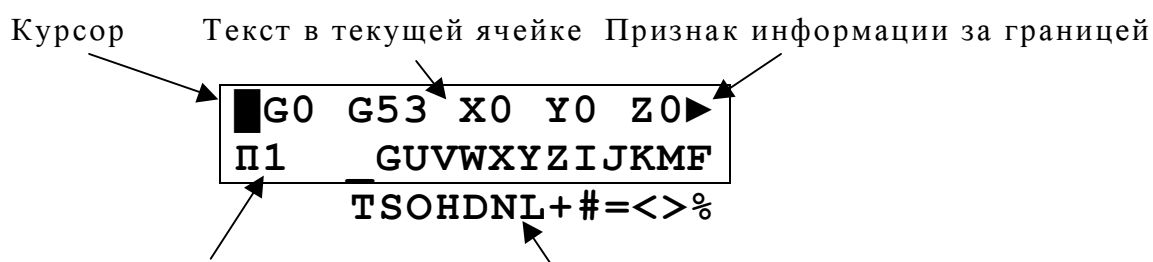 Курсор Текст в текущей ячейке Признак информации за границей
█G0 G53 X0 Y0 Z0►
П1 _GUVWXYZIJKMF
TSOHDNL+#=<>%